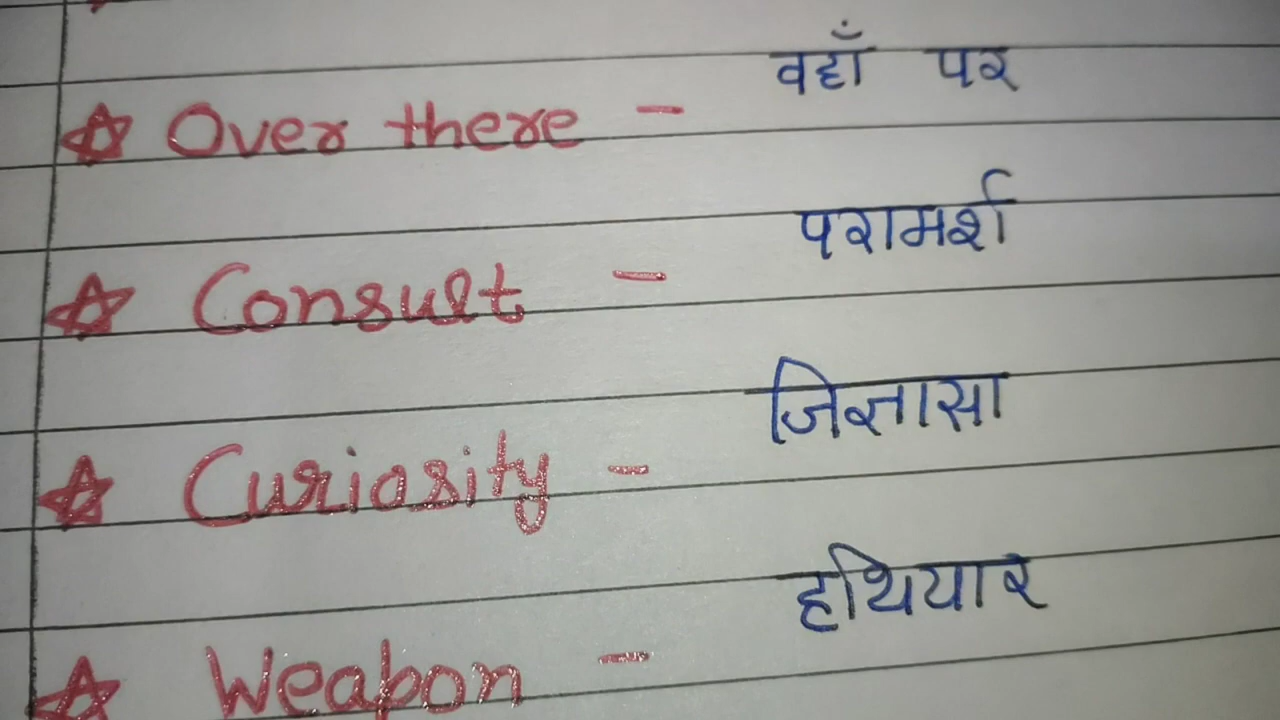 ☆ Over there - वहाँ पर
☆ Consult - परामर्श
☆ Curiosity - जिज्ञासा
☆ Weapon - हथियार